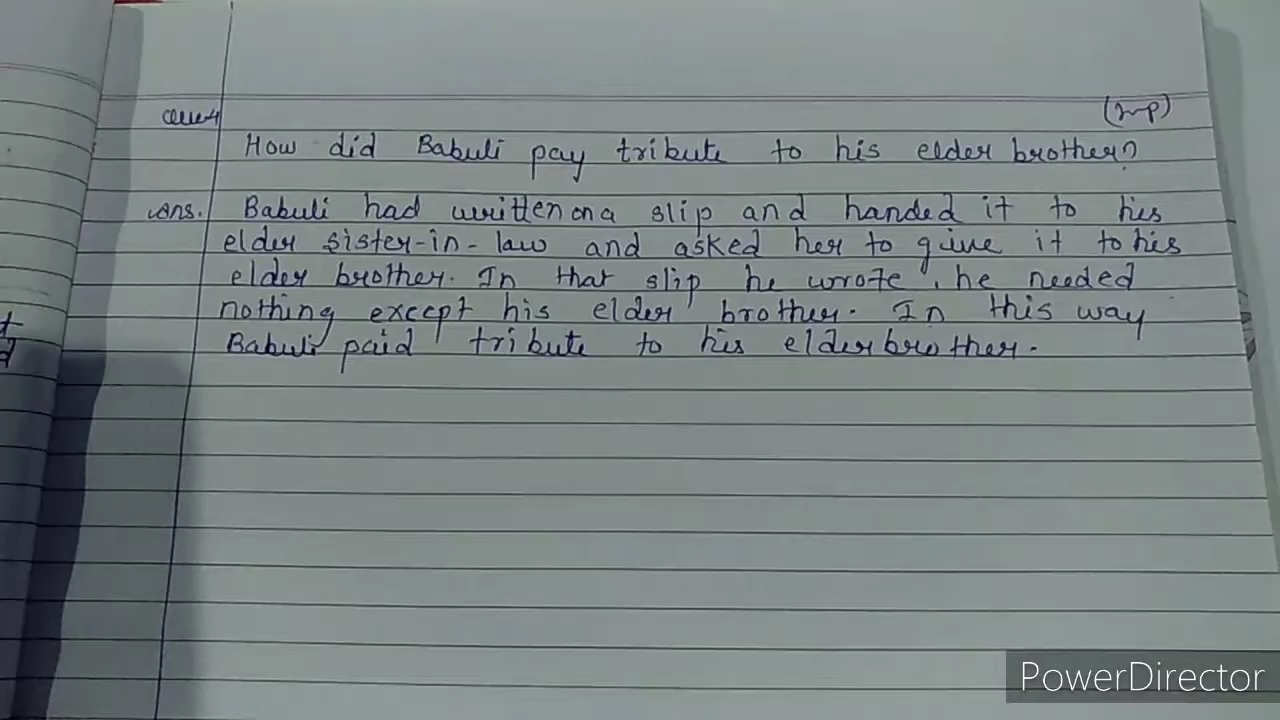 Ques4 (Imp)
How did Babuli pay tribute to his elder brother?
Ans. Babuli had written on a slip and handed it to his
elder sister-in-law and asked her to give it to his
elder brother. In that slip he wrote, he needed
nothing except his elder brother. In this way
Babuli paid tribute to his elder brother.
PowerDirector